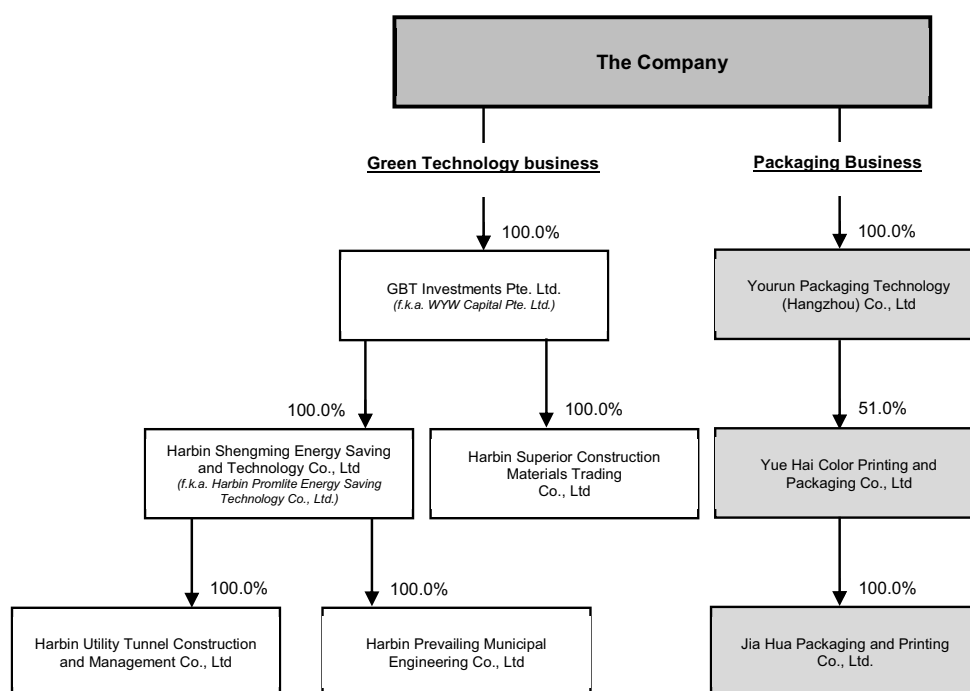 The Company
Green Technology business
Packaging Business
100.0%
100.0%
GBT Investments Pte. Ltd.
(f.k.a. WYW Capital Pte. Ltd.)
Yourun Packaging Technology
(Hangzhou) Co., Ltd
100.0%
100.0%
51.0%
Harbin Shengming Energy Saving
and Technology Co., Ltd
(f.k.a. Harbin Promlite Energy Saving
Technology Co., Ltd.)
Harbin Superior Construction
Materials Trading
Co., Ltd
Yue Hai Color Printing and
Packaging Co., Ltd
100.0%
100.0%
100.0%
Harbin Utility Tunnel Construction
and Management Co., Ltd
Harbin Prevailing Municipal
Engineering Co., Ltd
Jia Hua Packaging and Printing
Co., Ltd.